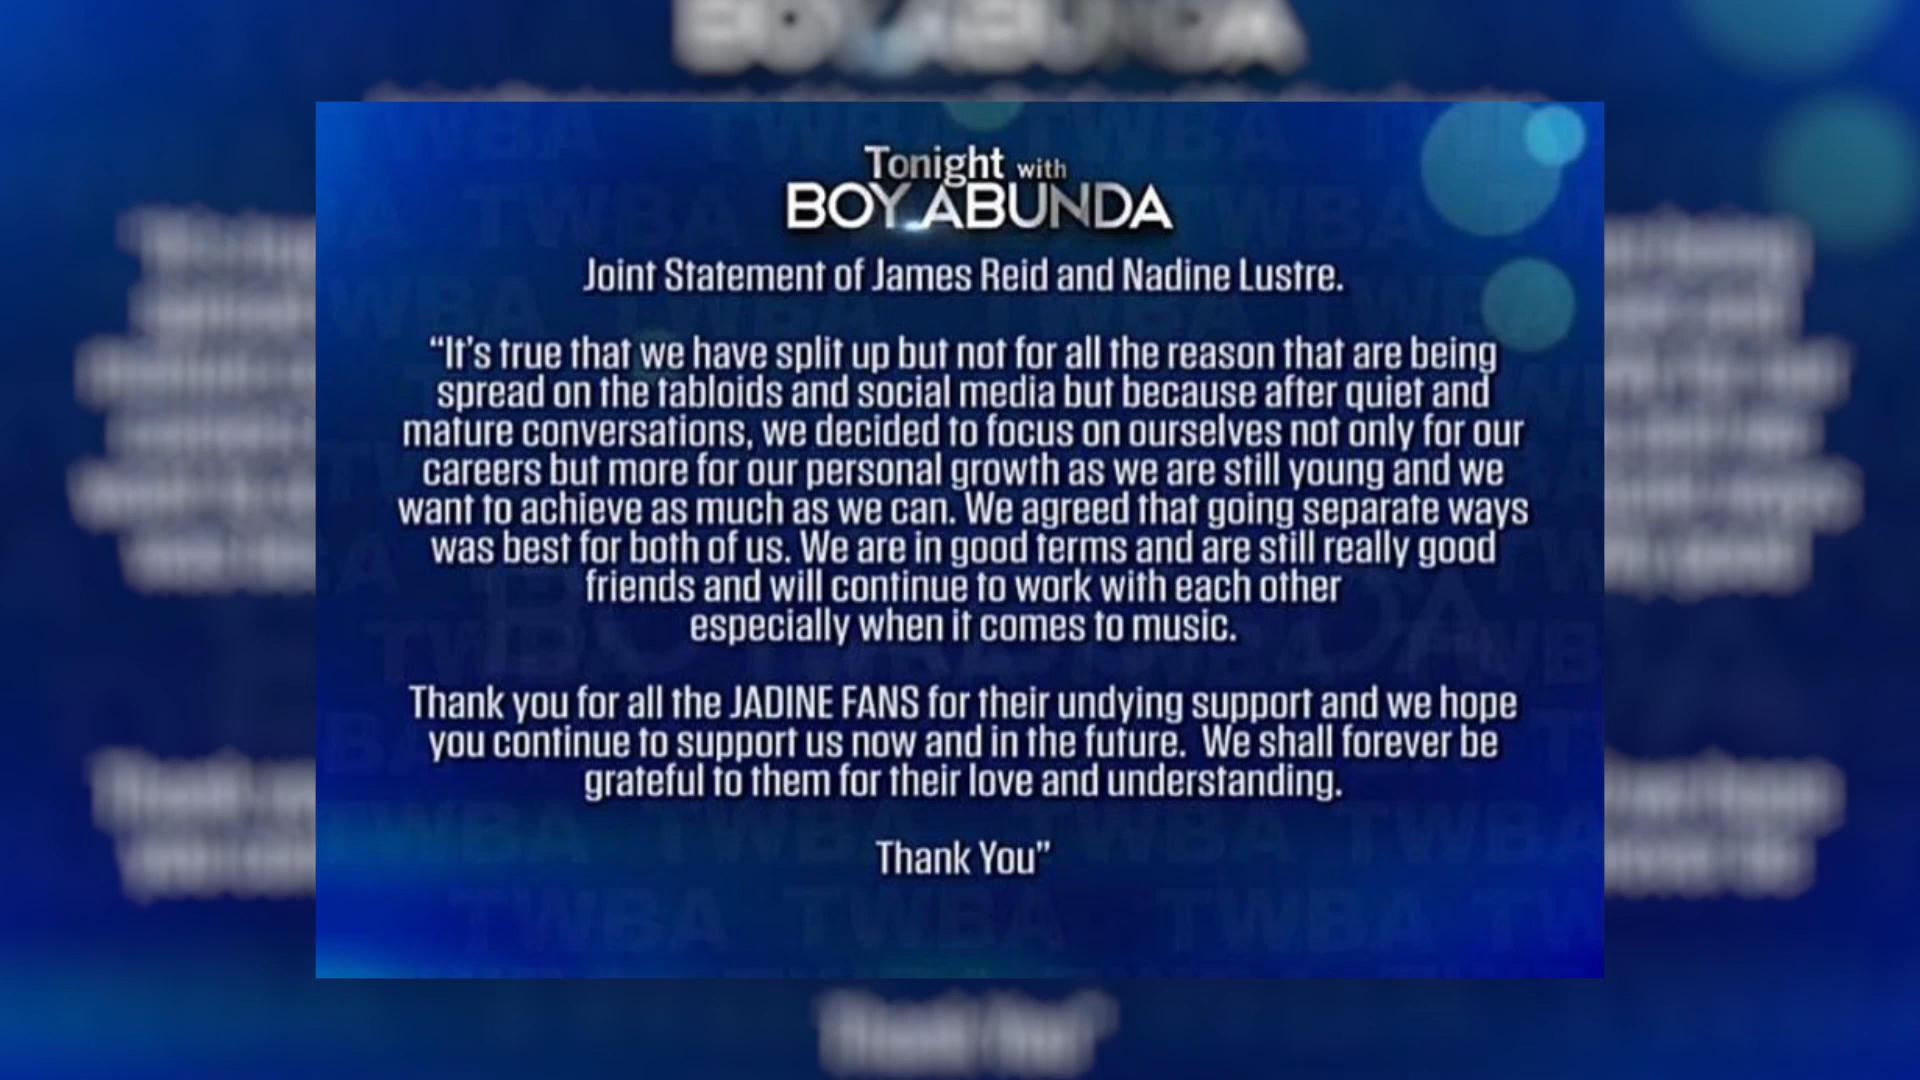 Tonight with
BOY ABUNDA
Joint Statement of James Reid and Nadine Lustre.
“It's true that we have split up but not for all the reason that are being
spread on the tabloids and social media but because after quiet and
mature conversations, we decided to focus on ourselves not only for our
careers but more for our personal growth as we are still young and we
want to achieve as much as we can. We agreed that going separate ways
was best for both of us. We are in good terms and are still really good
friends and will continue to work with each other
especially when it comes to music.
Thank you for all the JADINE FANS for their undying support and we hope
you continue to support us now and in the future. We shall forever be
grateful to them for their love and understanding.
Thank You”